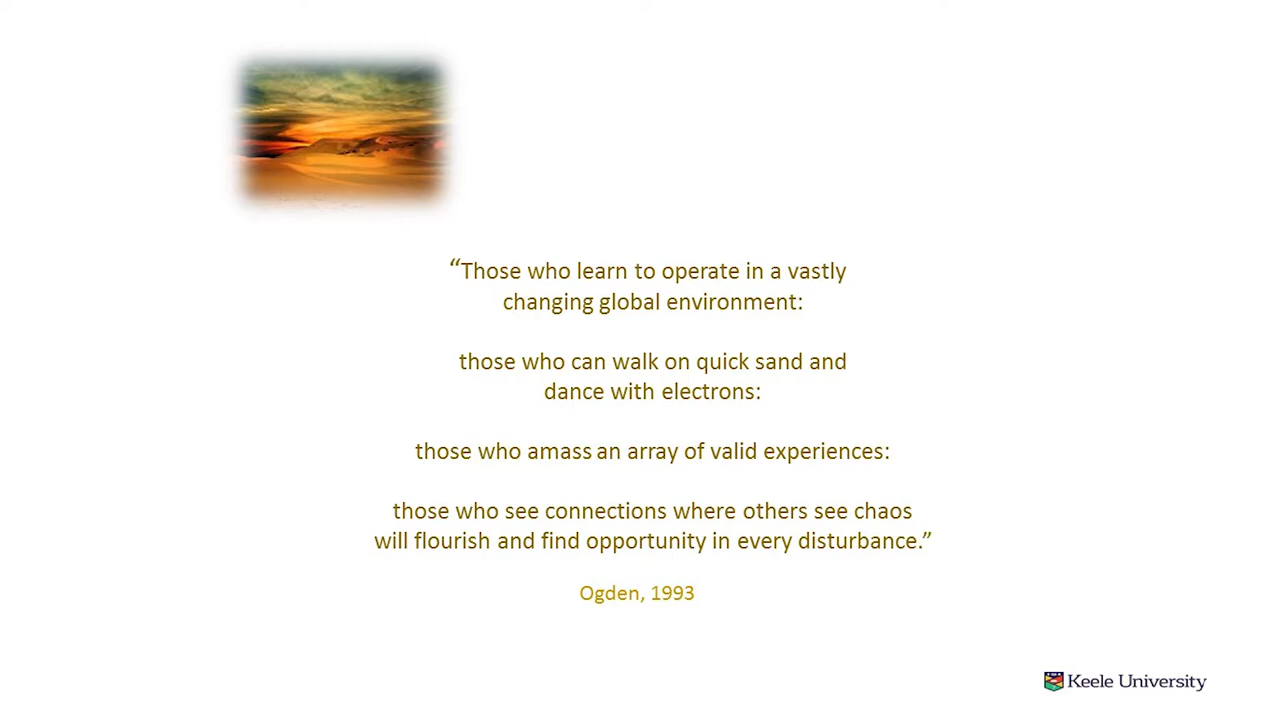 “Those who learn to operate in a vastly
changing global environment:
those who can walk on quick sand and
dance with electrons:
those who amass an array of valid experiences:
those who see connections where others see chaos
will flourish and find opportunity in every disturbance.”
Ogden, 1993
Keele University